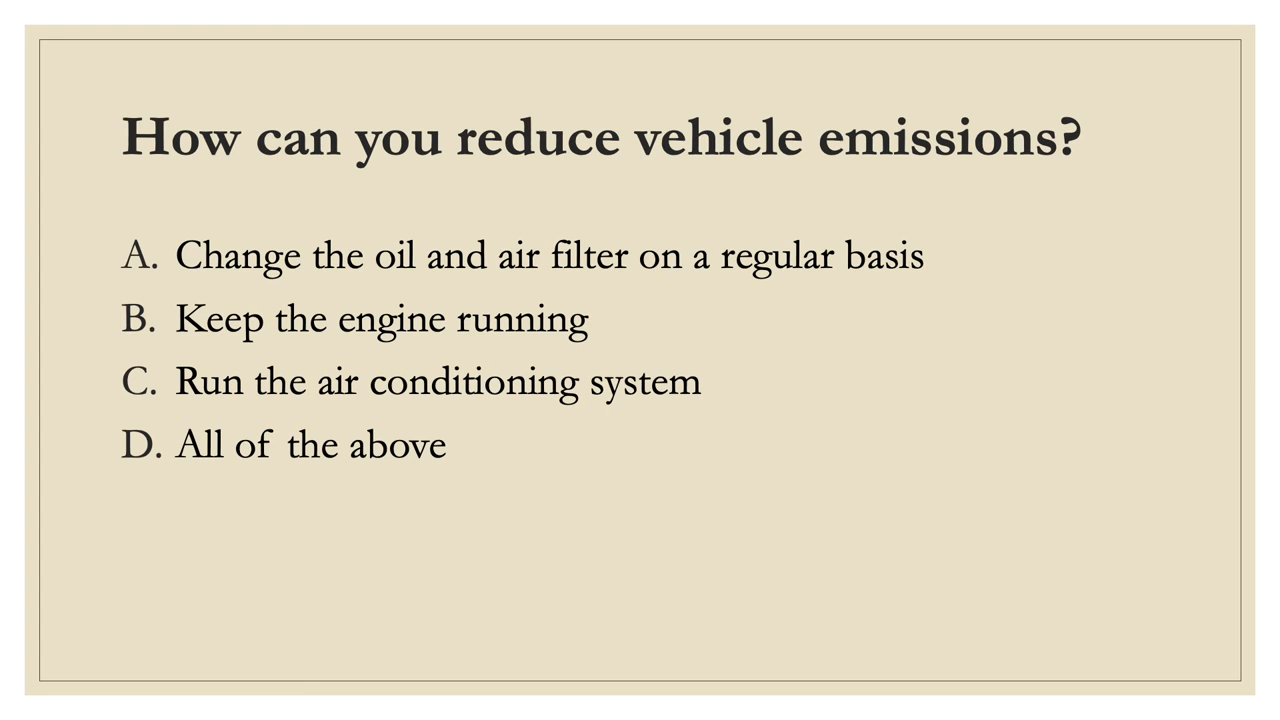 How can you reduce vehicle emissions?
A. Change the oil and air filter on a regular basis
B. Keep the engine running
C. Run the air conditioning system
D. All of the above